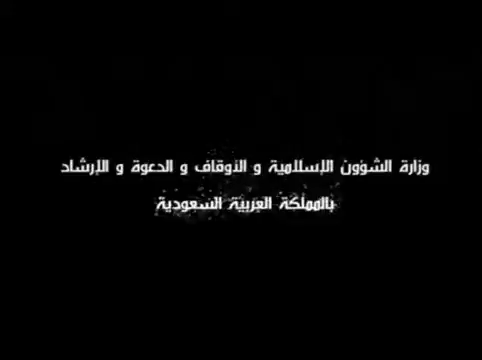 وزارة الشؤون الإسلامية و الأوقاف و الدعوة و الإرشاد
بالمملكة العربية السعودية